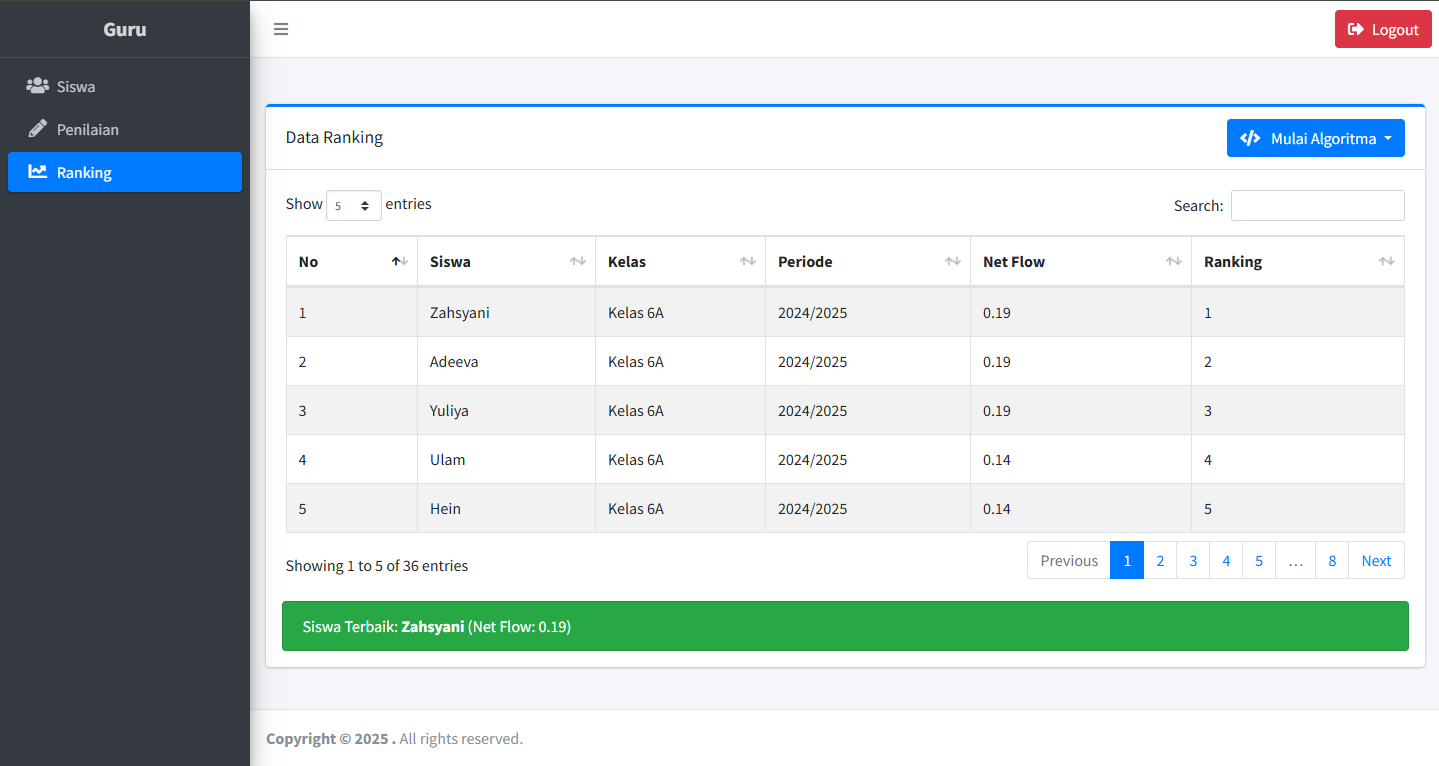 Guru
Logout
Siswa
Penilaian
Ranking
Data Ranking
Mulai Algoritma
Show 5 entries
Search:
No Siswa Kelas Periode Net Flow Ranking
1 Zahsyani Kelas 6A 2024/2025 0.19 1
2 Adeeva Kelas 6A 2024/2025 0.19 2
3 Yuliya Kelas 6A 2024/2025 0.19 3
4 Ulam Kelas 6A 2024/2025 0.14 4
5 Hein Kelas 6A 2024/2025 0.14 5
Showing 1 to 5 of 36 entries
Previous 1 2 3 4 5 … 8 Next
Siswa Terbaik: Zahsyani (Net Flow: 0.19)
Copyright © 2025 . All rights reserved.